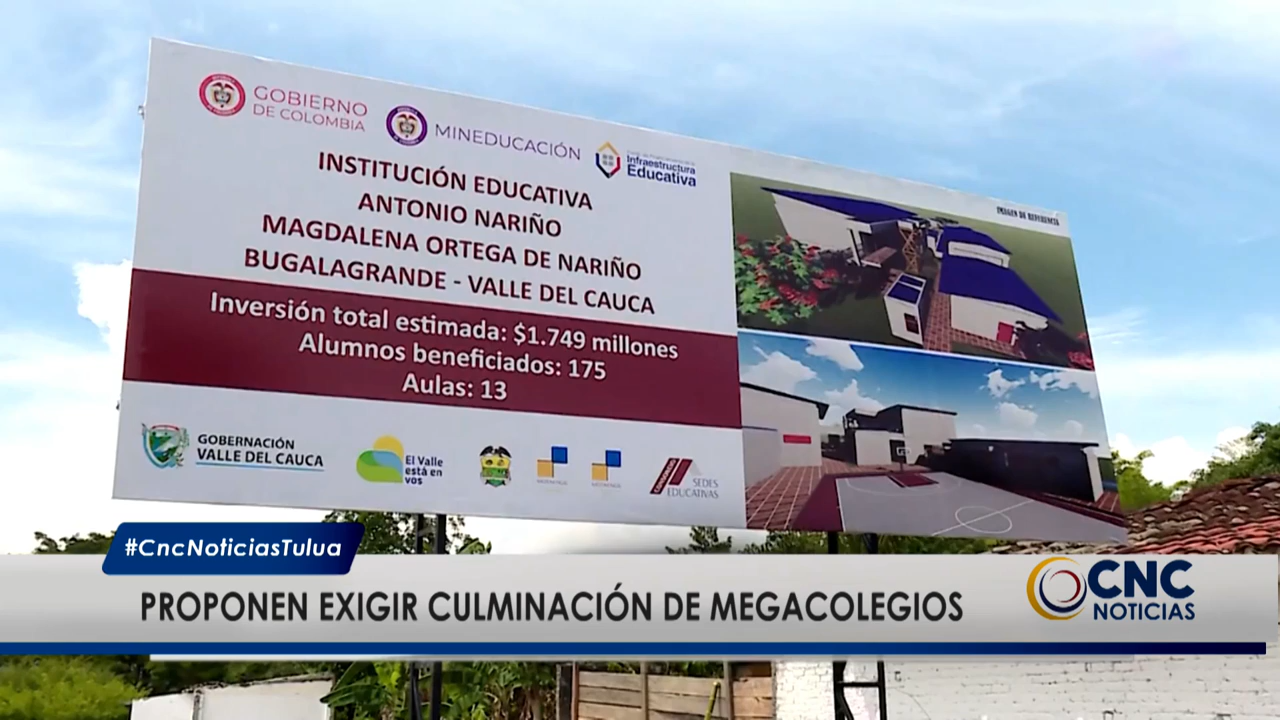 GOBIERNO
DE COLOMBIA
MINEDUCACIÓN
Infraestructura
Educativa
INSTITUCIÓN EDUCATIVA
ANTONIO NARIÑO
MAGDALENA ORTEGA DE NARIÑO
BUGALAGRANDE - VALLE DEL CAUCA
IMAGEN DE REFERENCIA
Inversión total estimada: $1.749 millones
Alumnos beneficiados: 175
Aulas: 13
GOBERNACIÓN
VALLE DEL CAUCA
El Valle
está en
vos
CONSORCIO
SEDES
EDUCATIVAS
#CncNoticiasTulua
PROPONEN EXIGIR CULMINACIÓN DE MEGACOLEGIOS
CNC
NOTICIAS